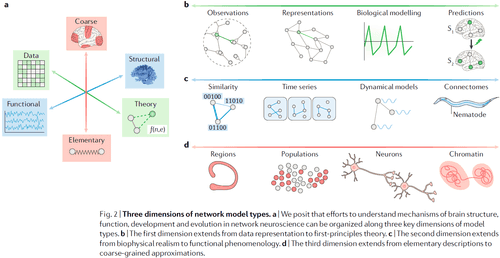 a
Coarse
Data
Structural
Functional
Theory
f(n,e)
Elementary
b
Observations
Representations
Biological modelling
Predictions
c
Similarity
Time series
Dynamical models
Connectomes
00100
11010
01100
Nematode
d
Regions
Populations
Neurons
Chromatin
Fig. 2 | Three dimensions of network model types. a | We posit that efforts to understand mechanisms of brain structure,
function, development and evolution in network neuroscience can be organized along three key dimensions of model
types. b | The first dimension extends from data representation to first-principles theory. c | The second dimension extends
from biophysical realism to functional phenomenology. d | The third dimension extends from elementary descriptions to
coarse-grained approximations.